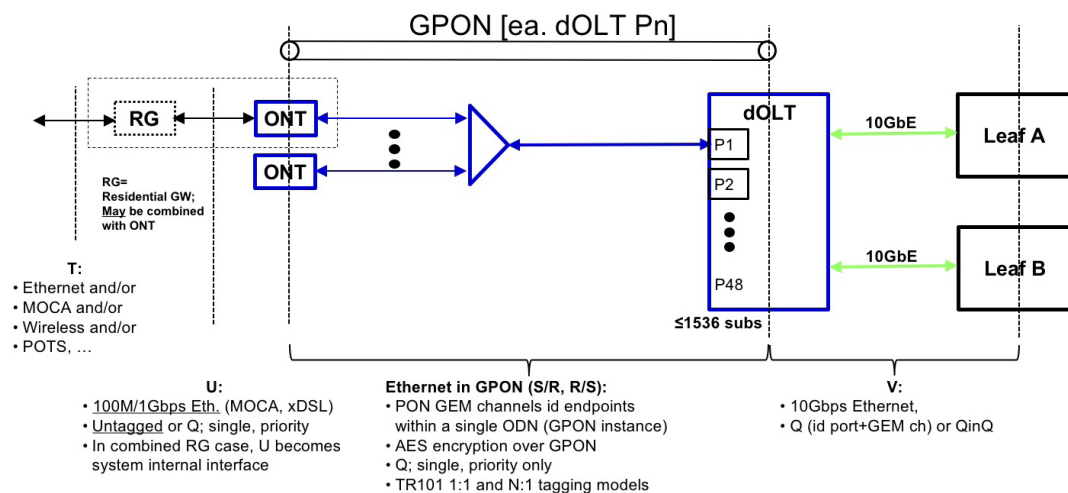 GPON [ea. dOLT Pn]
RG
ONT
ONT
dOLT
P1
P2
P48
≤1536 subs
10GbE
10GbE
Leaf A
Leaf B
RG=
Residential GW;
May be combined
with ONT
T:
• Ethernet and/or
• MOCA and/or
• Wireless and/or
• POTS, …
U:
• 100M/1Gbps Eth. (MOCA, xDSL)
• Untagged or Q; single, priority
• In combined RG case, U becomes
system internal interface
Ethernet in GPON (S/R, R/S):
• PON GEM channels id endpoints
within a single ODN (GPON instance)
• AES encryption over GPON
• Q; single, priority only
• TR101 1:1 and N:1 tagging models
V:
• 10Gbps Ethernet,
• Q (id port+GEM ch) or QinQ